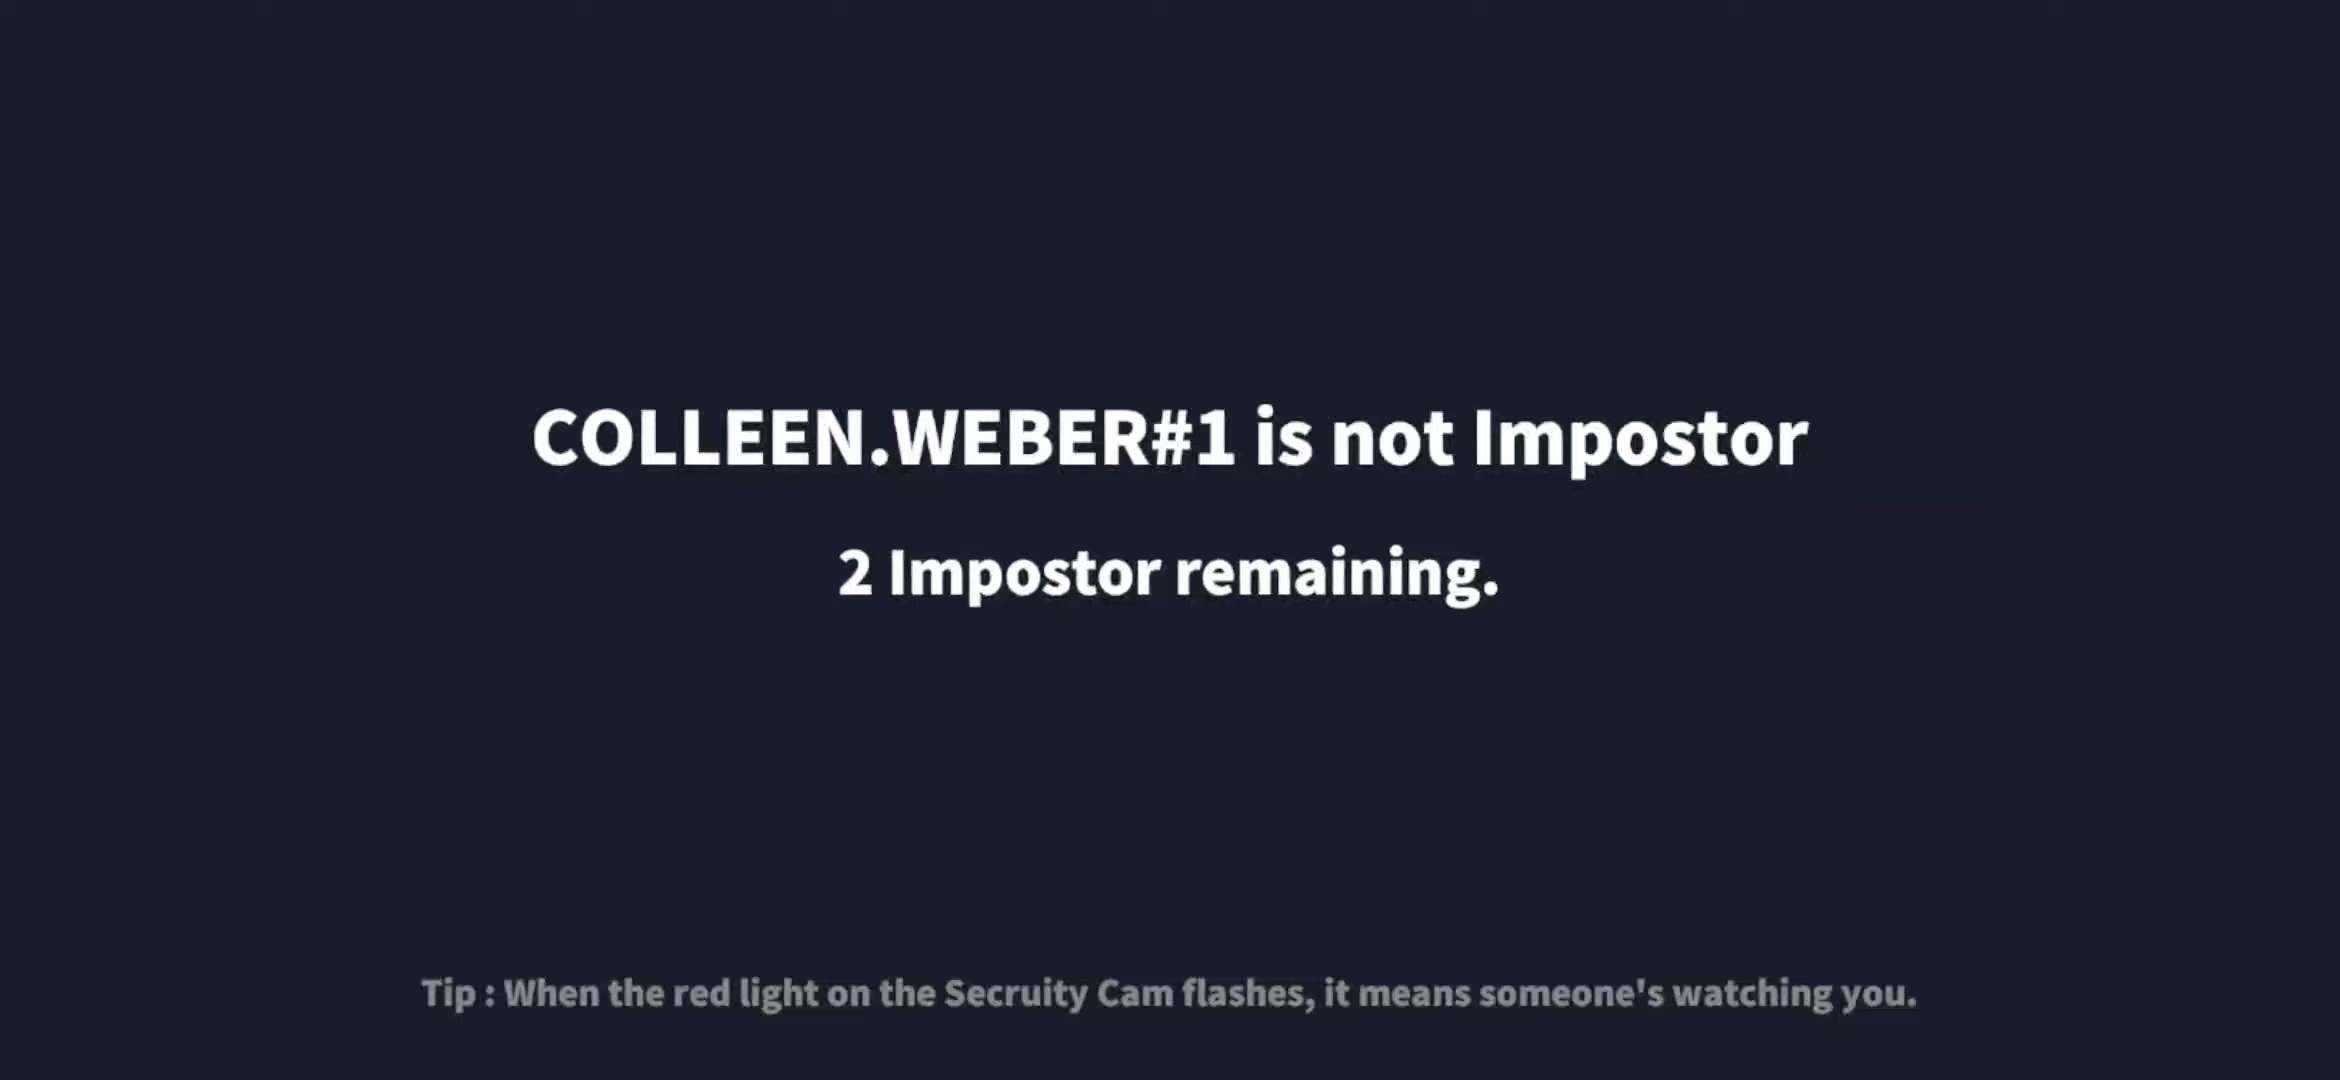 COLLEEN.WEBER#1 is not Impostor
2 Impostor remaining.
Tip : When the red light on the Secruity Cam flashes, it means someone's watching you.